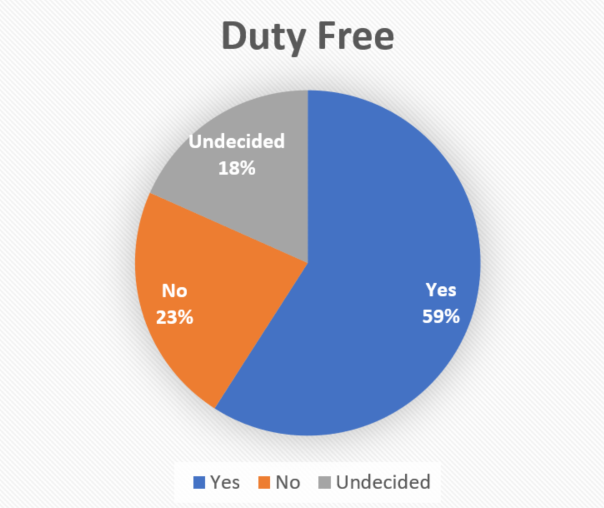 Duty Free
Undecided
18%
No
23%
Yes
59%
Yes No Undecided